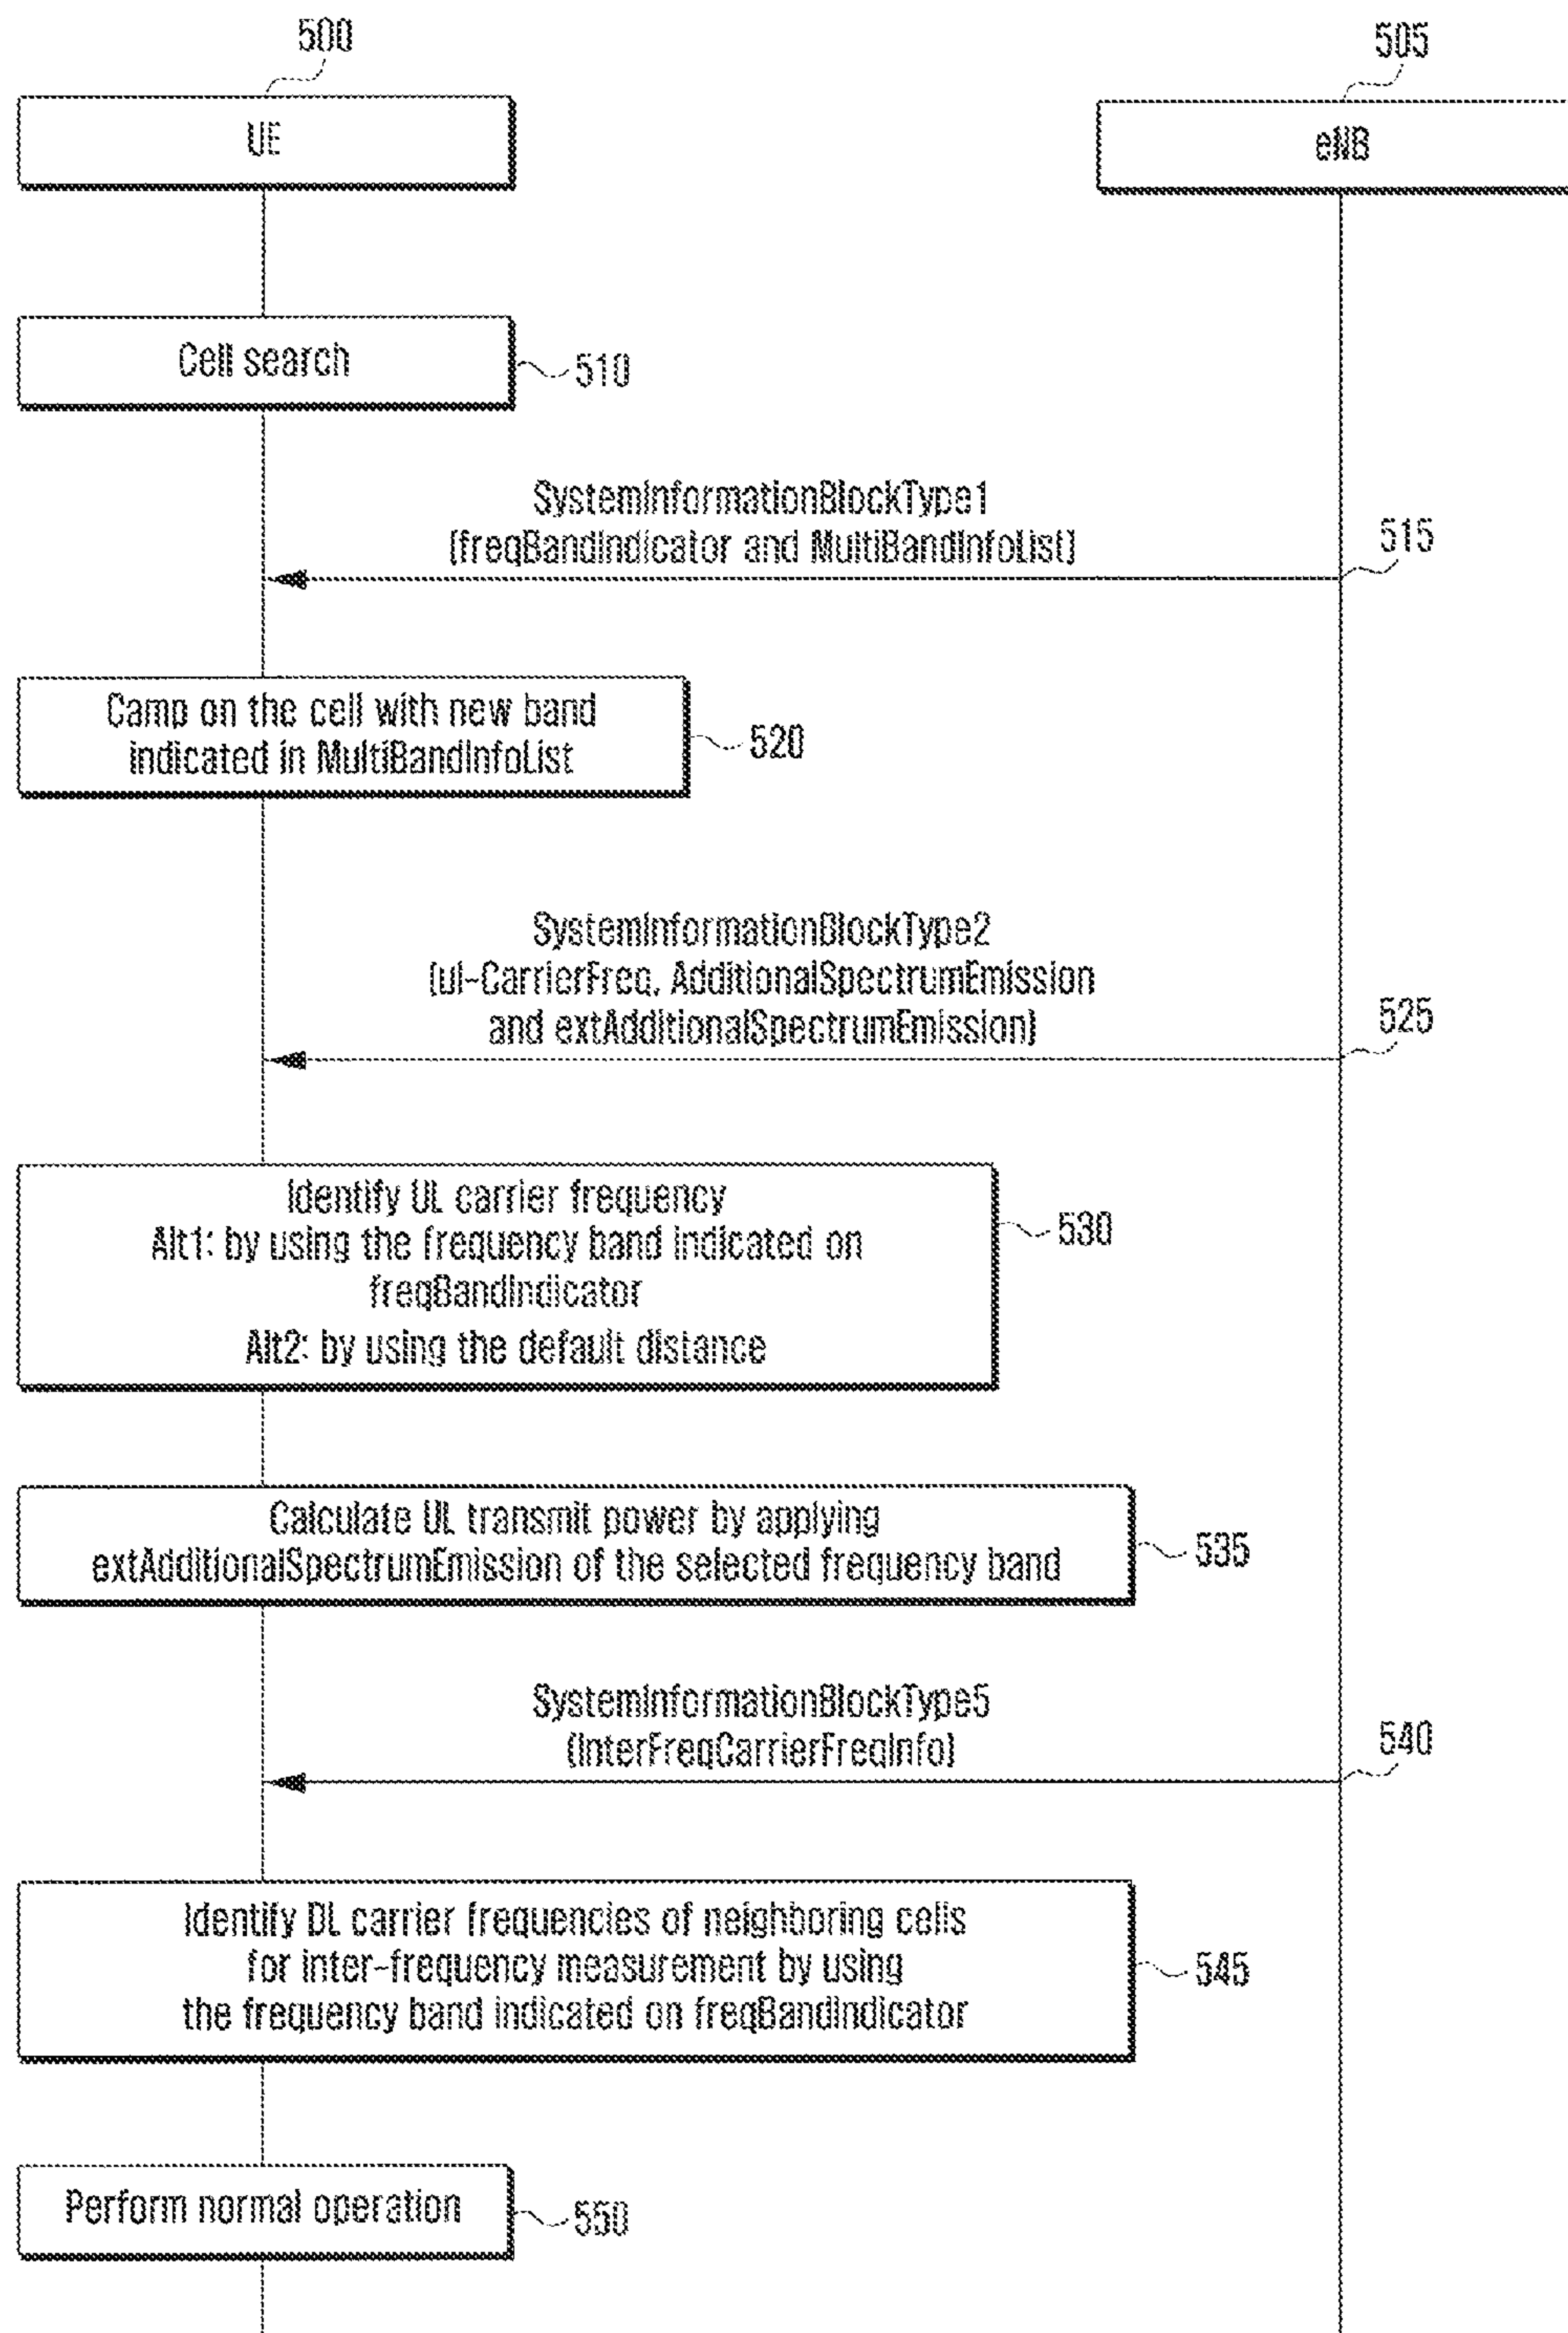 500
505
UE
eNB
Cell search
510
SystemInformationBlockType1
(freqBandIndicator and MultiBandInfoList)
515
Camp on the cell with new band
indicated in MultiBandInfoList
520
SystemInformationBlockType2
(ul-CarrierFreq, AdditionalSpectrumEmission
and extAdditionalSpectrumEmission)
525
Identify UL carrier frequency
Alt1: by using the frequency band indicated on
freqBandIndicator
Alt2: by using the default distance
530
Calculate UL transmit power by applying
extAdditionalSpectrumEmission of the selected frequency band
535
SystemInformationBlockType5
(InterFreqCarrierFreqInfo)
540
Identify DL carrier frequencies of neighboring cells
for inter-frequency measurement by using
the frequency band indicated on freqBandIndicator
545
Perform normal operation
550